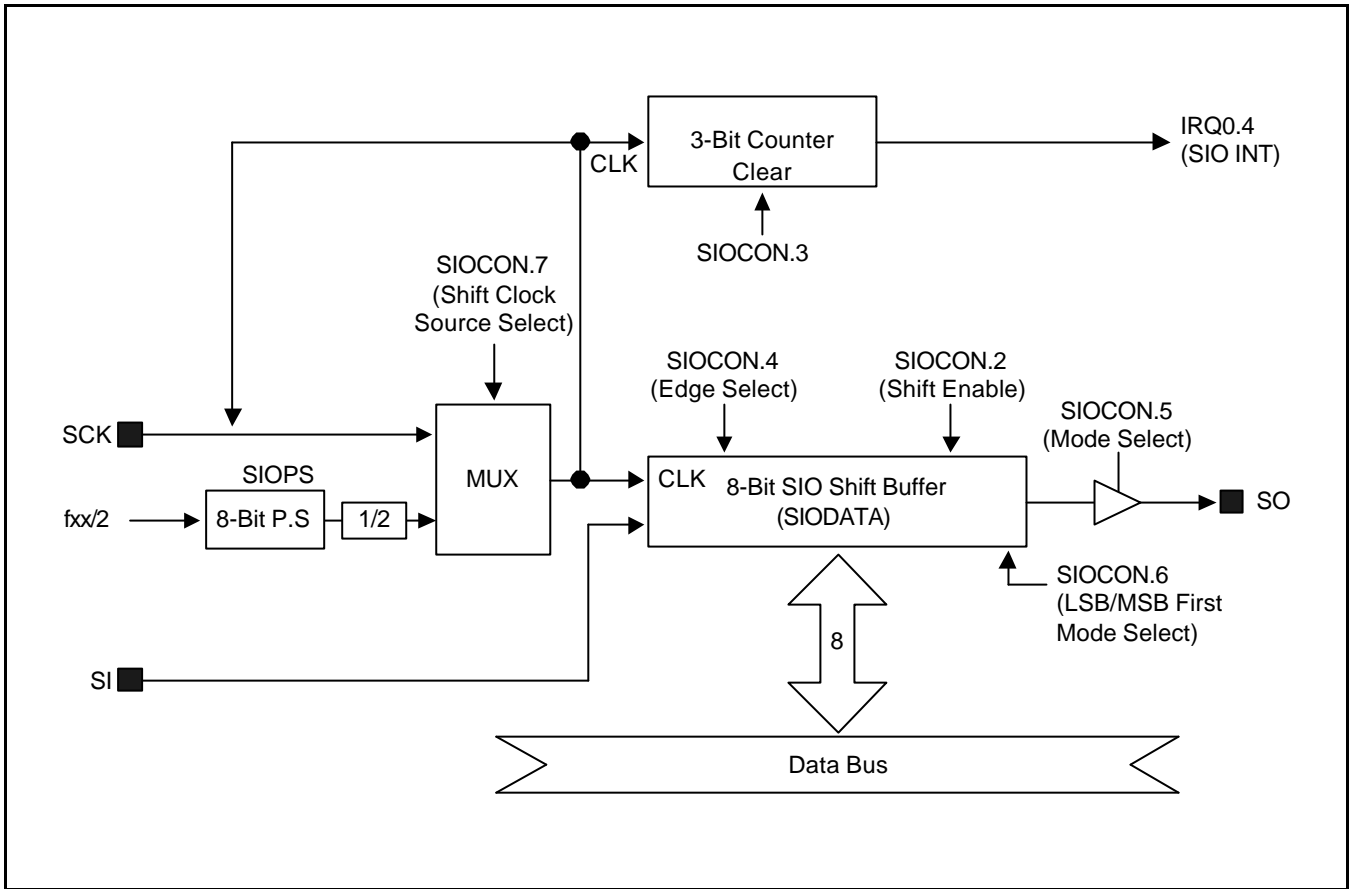 3-Bit Counter
Clear
CLK
IRQ0.4
(SIO INT)
SIOCON.3
SIOCON.7
(Shift Clock
Source Select)
SIOCON.4
(Edge Select)
SIOCON.2
(Shift Enable)
SIOCON.5
(Mode Select)
SCK
SIOPS
fxx/2
8-Bit P.S
1/2
MUX
CLK
8-Bit SIO Shift Buffer
(SIODATA)
SO
SIOCON.6
(LSB/MSB First
Mode Select)
8
SI
Data Bus